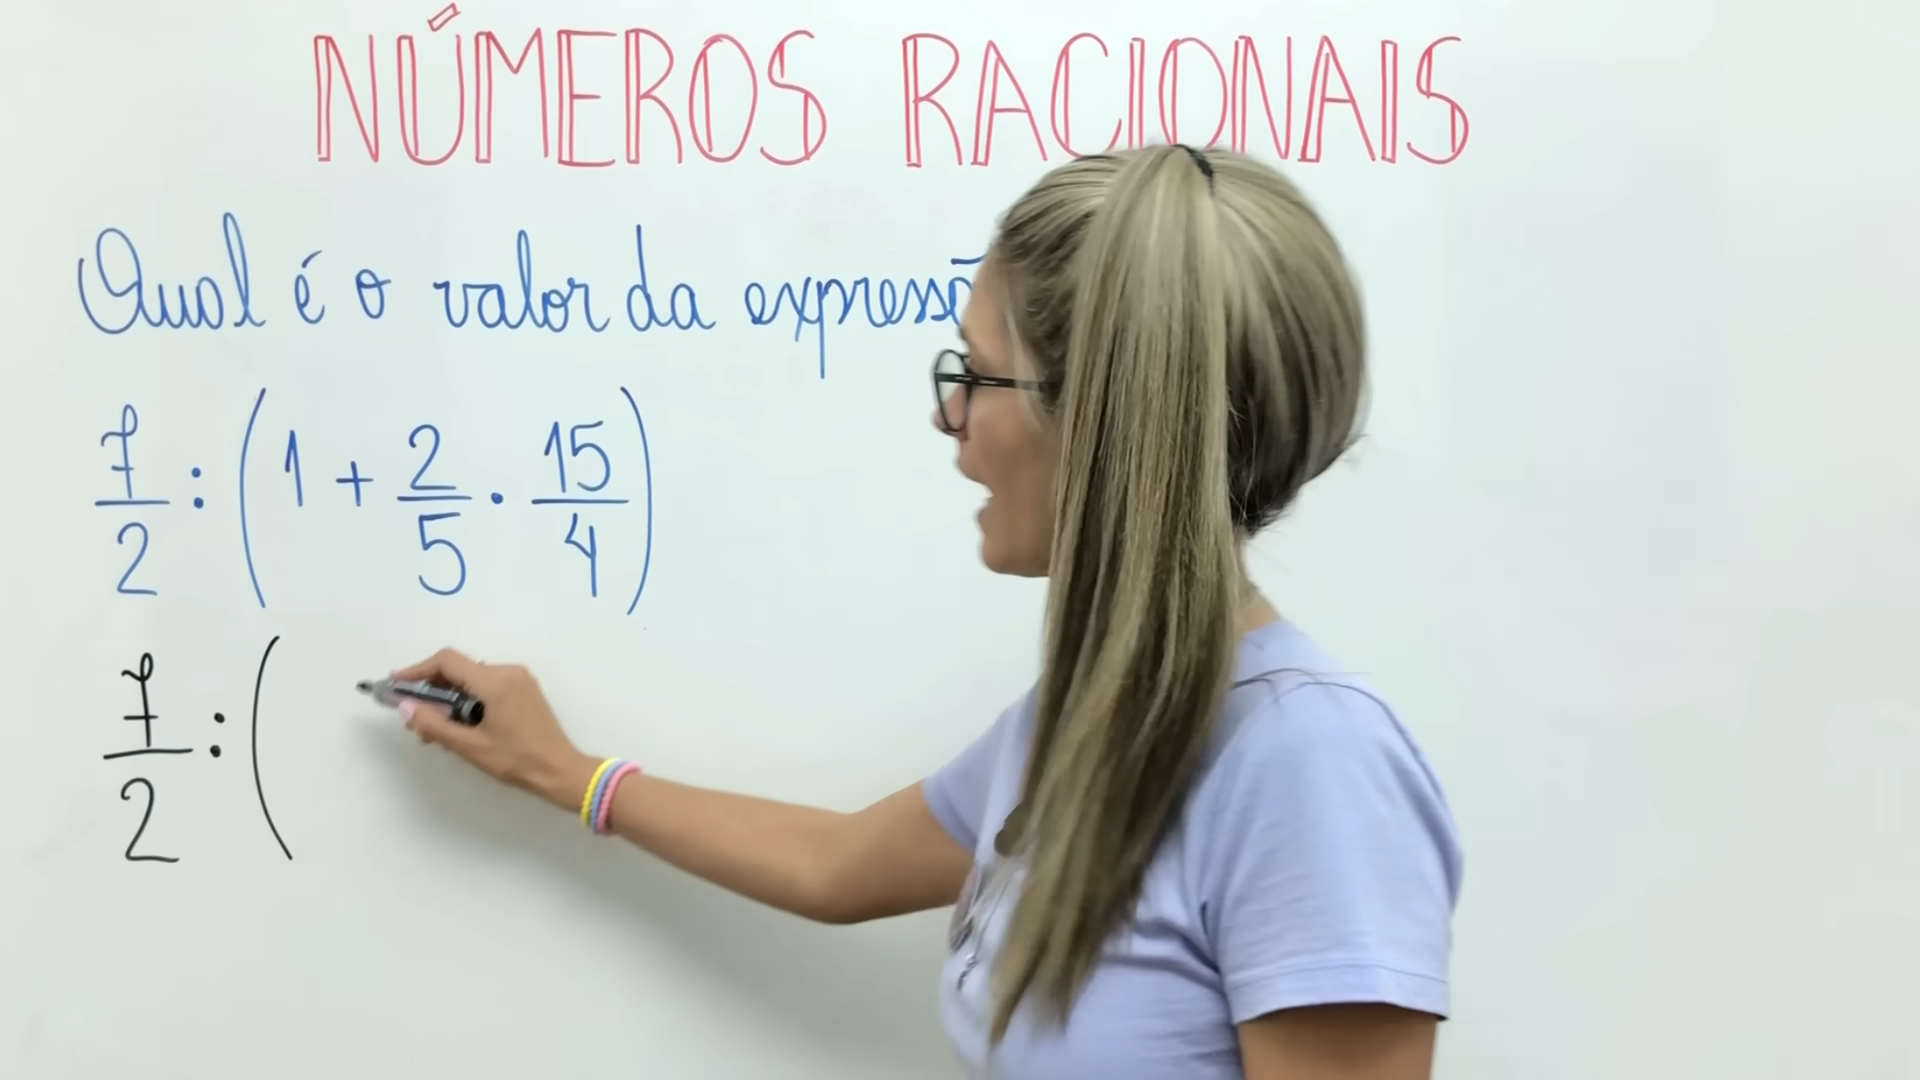 NÚMEROS RACIONAIS
Qual é o valor da expressã
7/2 : (1 + 2/5 · 15/4)
7/2 : (